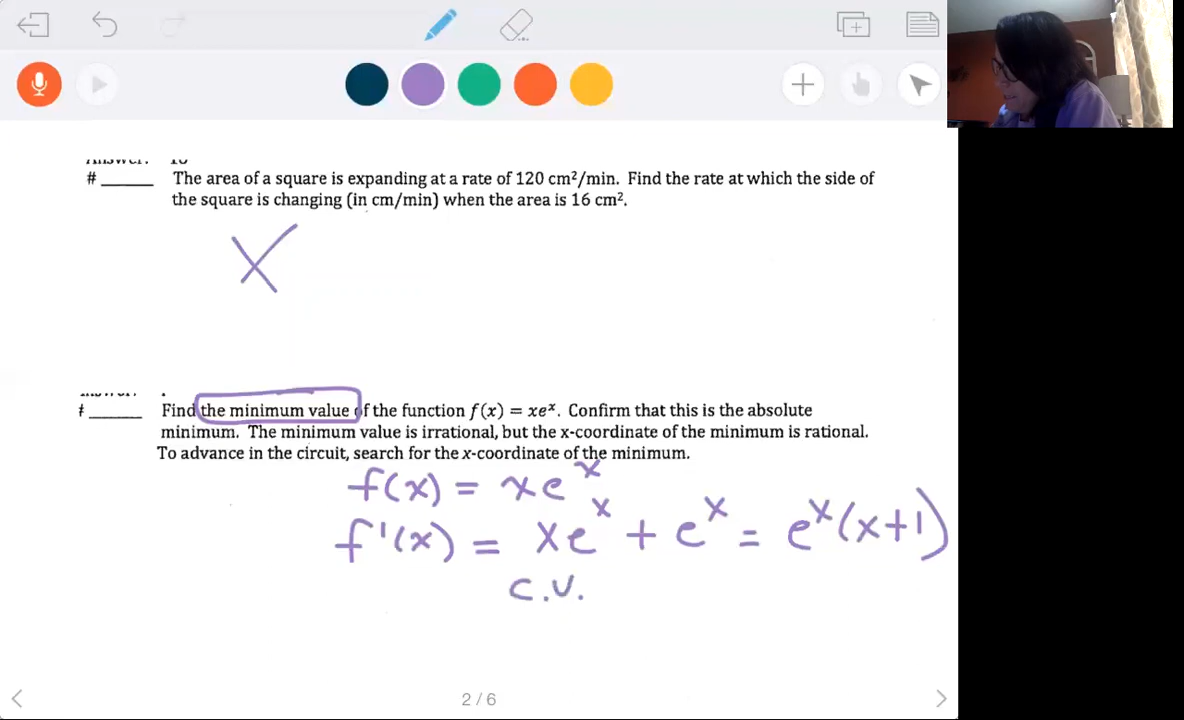 # ______ The area of a square is expanding at a rate of 120 cm²/min. Find the rate at which the side of
the square is changing (in cm/min) when the area is 16 cm².
X
______ Find the minimum value of the function f(x) = xeˣ. Confirm that this is the absolute
minimum. The minimum value is irrational, but the x-coordinate of the minimum is rational.
To advance in the circuit, search for the x-coordinate of the minimum.
f(x) = xeˣ
f'(x) = xeˣ + eˣ = eˣ(x+1)
c.v.
2 / 6